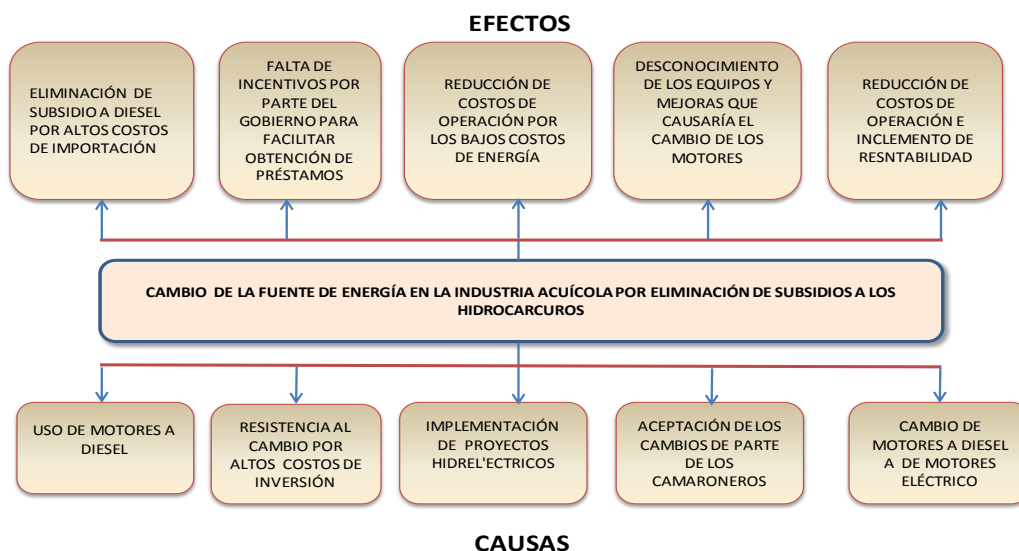 EFECTOS
ELIMINACIÓN DE
SUBSIDIO A DIESEL
POR ALTOS COSTOS
DE IMPORTACIÓN
FALTA DE
INCENTIVOS POR
PARTE DEL
GOBIERNO PARA
FACILITAR
OBTENCIÓN DE
PRÉSTAMOS
REDUCCIÓN DE
COSTOS DE
OPERACIÓN POR
LOS BAJOS COSTOS
DE ENERGÍA
DESCONOCIMIENTO
DE LOS EQUIPOS Y
MEJORAS QUE
CAUSARÍA EL
CAMBIO DE LOS
MOTORES
REDUCCIÓN DE
COSTOS DE
OPERACIÓN E
INCLEMENTO DE
RESNTABILIDAD
CAMBIO DE LA FUENTE DE ENERGÍA EN LA INDUSTRIA ACUÍCOLA POR ELIMINACIÓN DE SUBSIDIOS A LOS
HIDROCARCUROS
USO DE MOTORES A
DIESEL
RESISTENCIA AL
CAMBIO POR
ALTOS COSTOS DE
INVERSIÓN
IMPLEMENTACIÓN
DE PROYECTOS
HIDREL'ECTRICOS
ACEPTACIÓN DE LOS
CAMBIOS DE PARTE
DE LOS
CAMARONEROS
CAMBIO DE
MOTORES A DIESEL
A DE MOTORES
ELÉCTRICO
CAUSAS